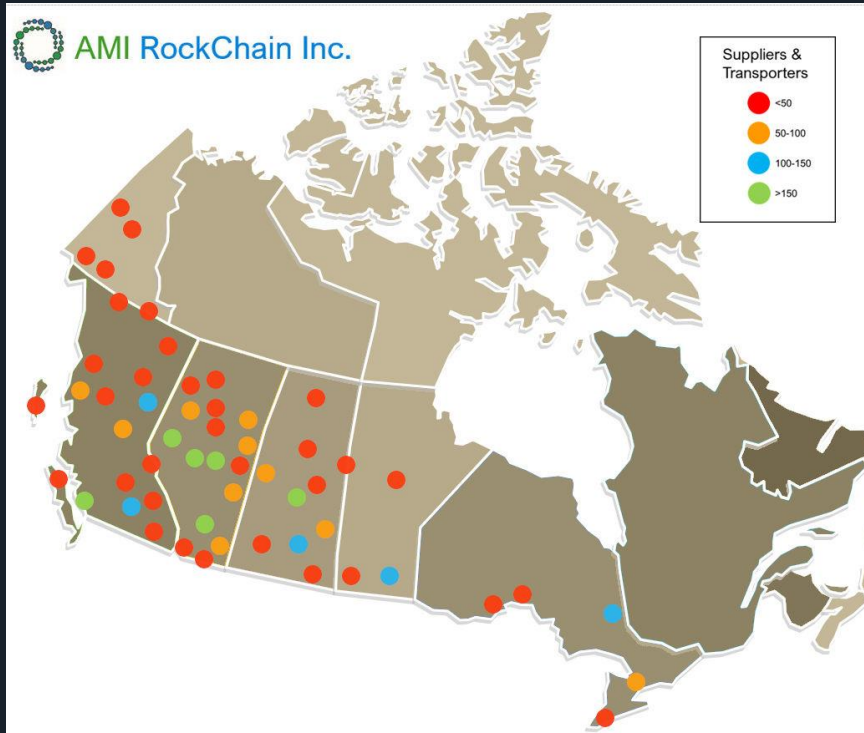 AMI RockChain Inc.
Suppliers &
Transporters
<50
50-100
100-150
>150